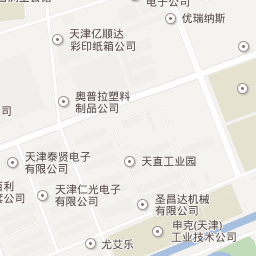 电子公司
优瑞纳斯
天津亿顺达
彩印纸箱公司
奥普拉塑料
制品公司
公司
天津泰贤电子
有限公司
天直工业园
天津仁光电子
有限公司
圣昌达机械
有限公司
申克(天津)
工业技术公司
尤艾乐